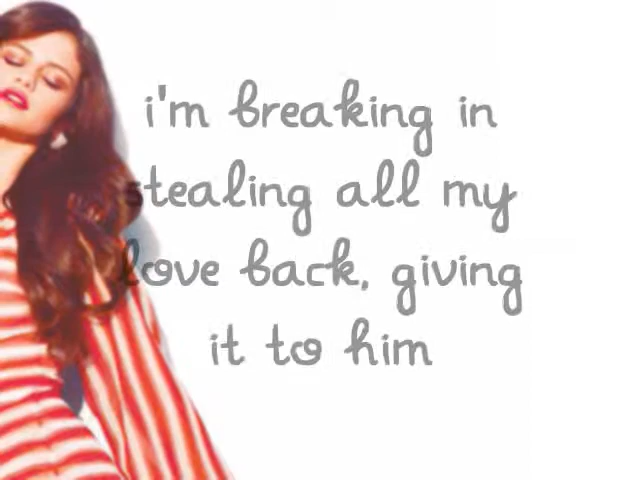 i'm breaking in
stealing all my
love back, giving
it to him